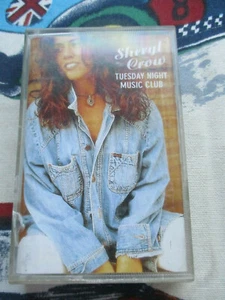 Sheryl
Crow
TUESDAY NIGHT
MUSIC CLUB